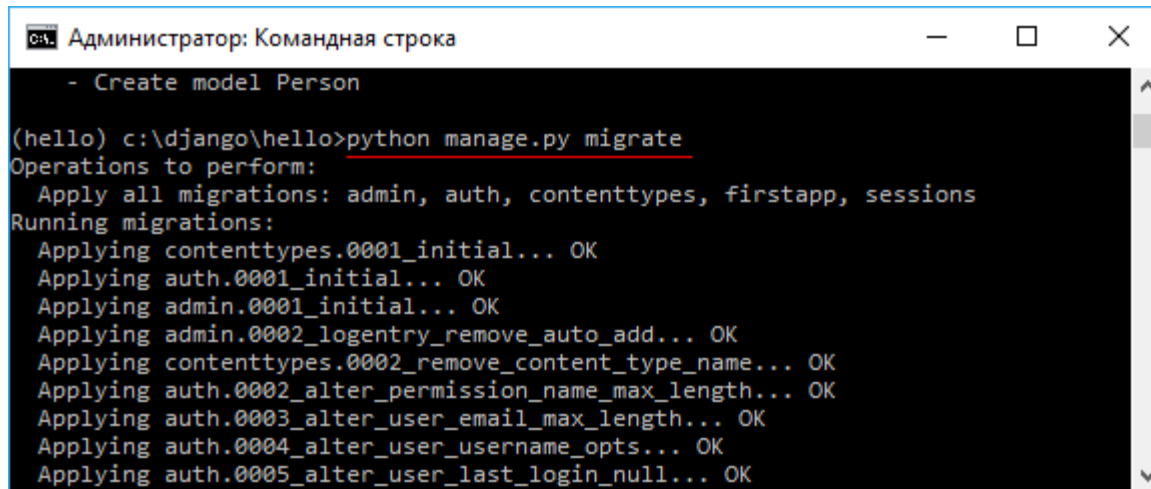 Администратор: Командная строка
- Create model Person
(hello) c:\django\hello>python manage.py migrate
Operations to perform:
Apply all migrations: admin, auth, contenttypes, firstapp, sessions
Running migrations:
Applying contenttypes.0001_initial... OK
Applying auth.0001_initial... OK
Applying admin.0001_initial... OK
Applying admin.0002_logentry_remove_auto_add... OK
Applying contenttypes.0002_remove_content_type_name... OK
Applying auth.0002_alter_permission_name_max_length... OK
Applying auth.0003_alter_user_email_max_length... OK
Applying auth.0004_alter_user_username_opts... OK
Applying auth.0005_alter_user_last_login_null... OK